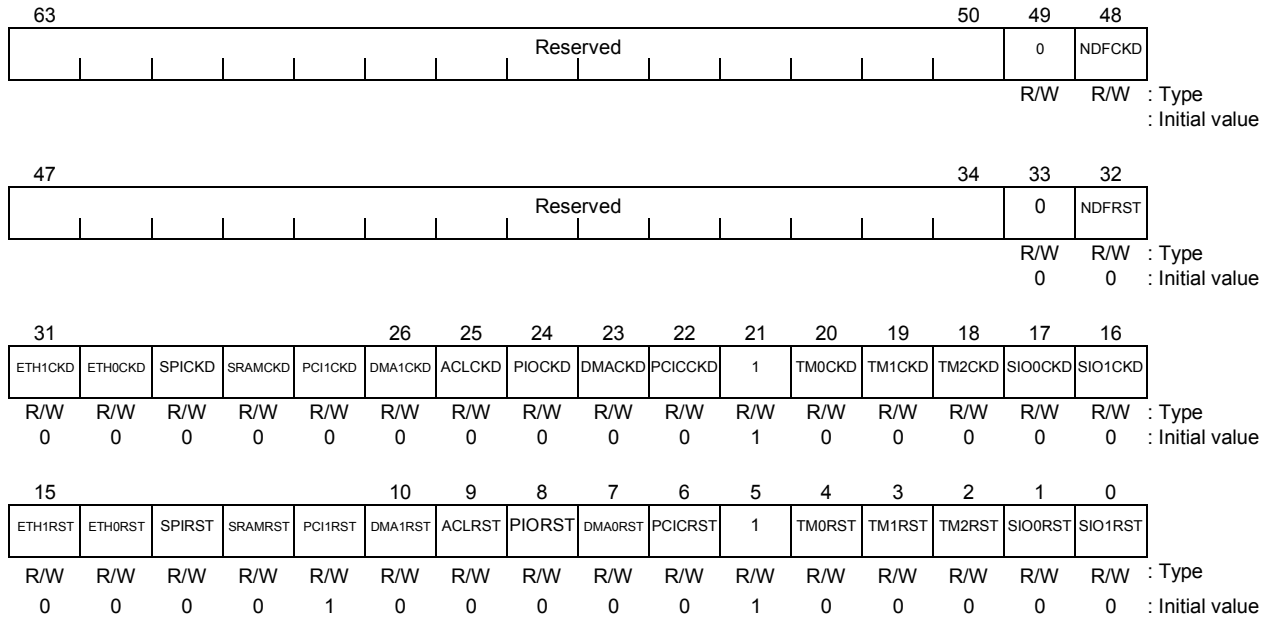 63 50 49 48
Reserved 0 NDFCKD
R/W R/W : Type
: Initial value
47 34 33 32
Reserved 0 NDFRST
R/W R/W : Type
0 0 : Initial value
31 26 25 24 23 22 21 20 19 18 17 16
ETH1CKD ETH0CKD SPICKD SRAMCKD PCI1CKD DMA1CKD ACLCKD PIOCKD DMACKD PCICCKD 1 TM0CKD TM1CKD TM2CKD SIO0CKD SIO1CKD
R/W R/W R/W R/W R/W R/W R/W R/W R/W R/W R/W R/W R/W R/W R/W R/W : Type
0 0 0 0 0 0 0 0 0 0 1 0 0 0 0 0 : Initial value
15 10 9 8 7 6 5 4 3 2 1 0
ETH1RST ETH0RST SPIRST SRAMRST PCI1RST DMA1RST ACLRST PIORST DMA0RST PCICRST 1 TM0RST TM1RST TM2RST SIO0RST SIO1RST
R/W R/W R/W R/W R/W R/W R/W R/W R/W R/W R/W R/W R/W R/W R/W R/W : Type
0 0 0 0 1 0 0 0 0 0 1 0 0 0 0 0 : Initial value